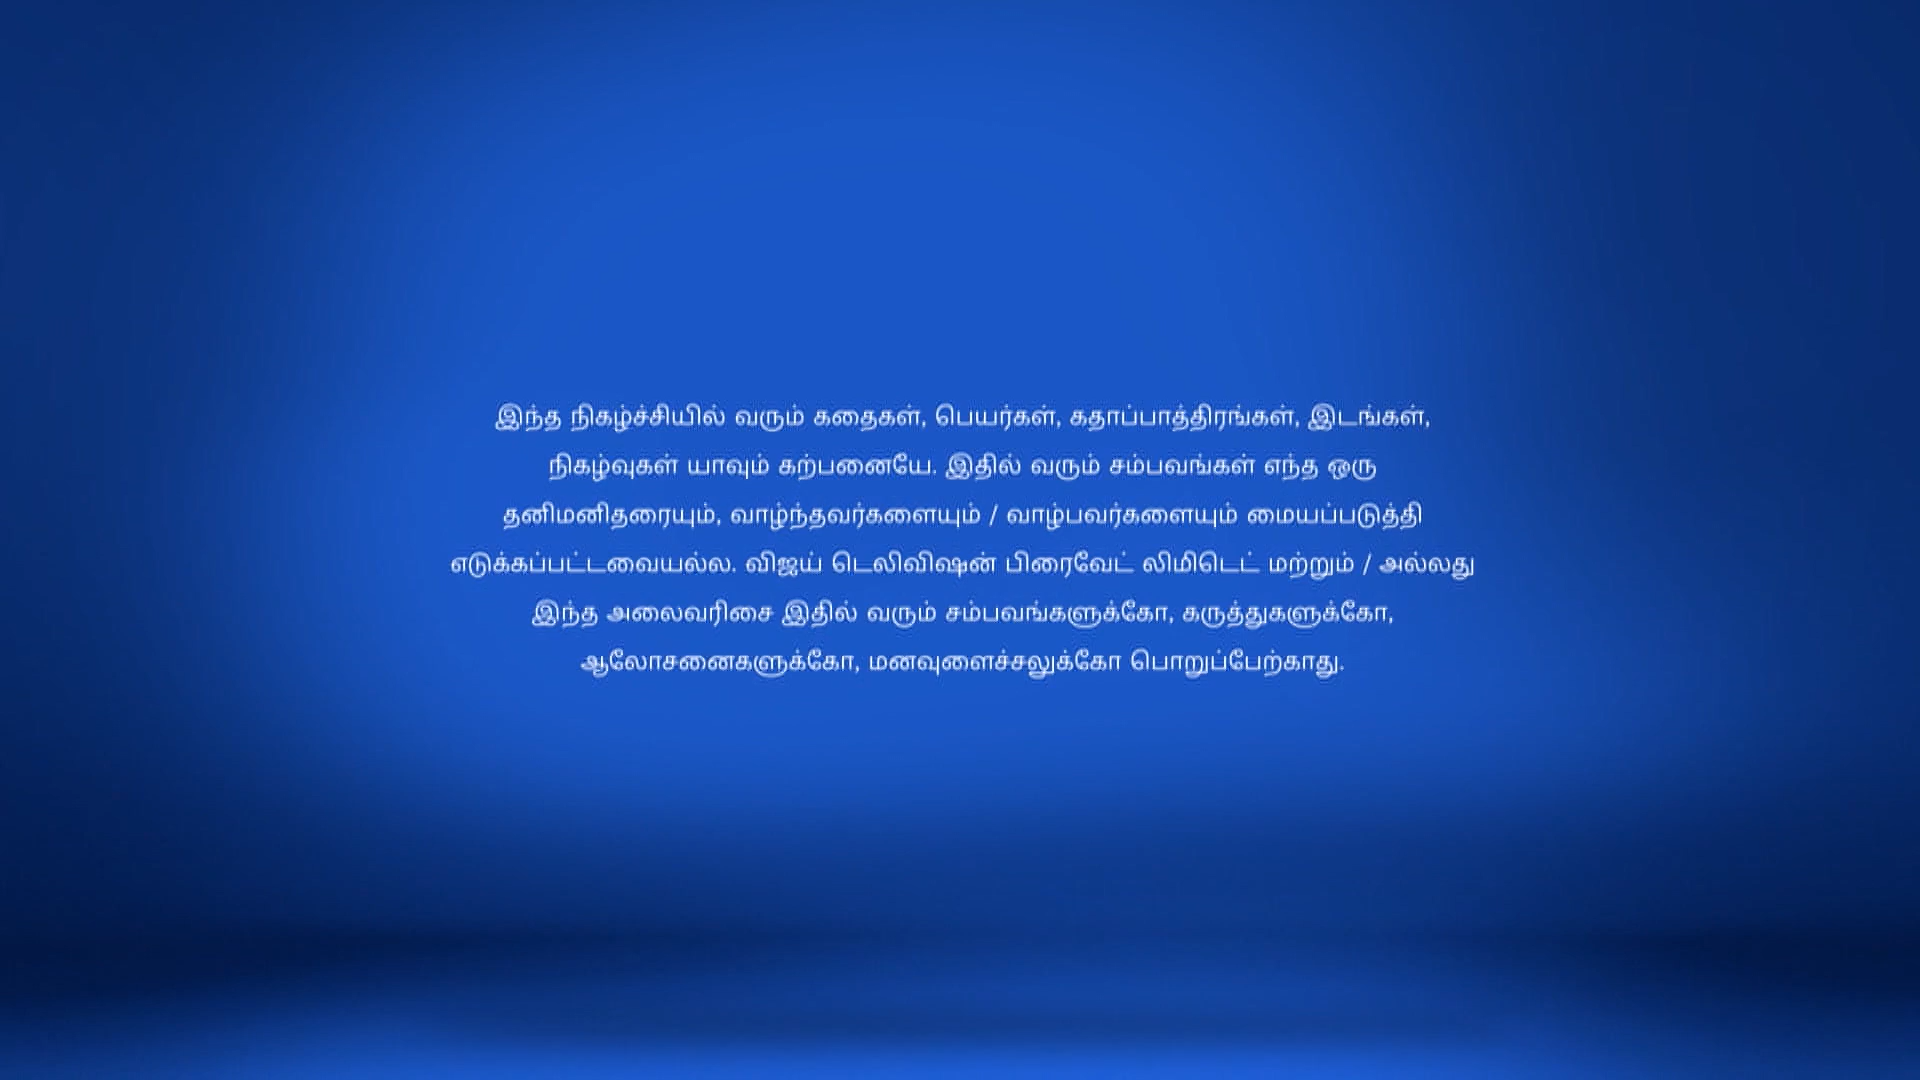 இந்த நிகழ்ச்சியில் வரும் கதைகள், பெயர்கள், கதாப்பாத்திரங்கள், இடங்கள்,
நிகழ்வுகள் யாவும் கற்பனையே. இதில் வரும் சம்பவங்கள் எந்த ஒரு
தனிமனிதரையும், வாழ்ந்தவர்களையும் / வாழ்பவர்களையும் மையப்படுத்தி
எடுக்கப்பட்டவையல்ல. விஜய் டெலிவிஷன் பிரைவேட் லிமிடெட் மற்றும் / அல்லது
இந்த அலைவரிசை இதில் வரும் சம்பவங்களுக்கோ, கருத்துகளுக்கோ,
ஆலோசனைகளுக்கோ, மனவுளைச்சலுக்கோ பொறுப்பேற்காது.